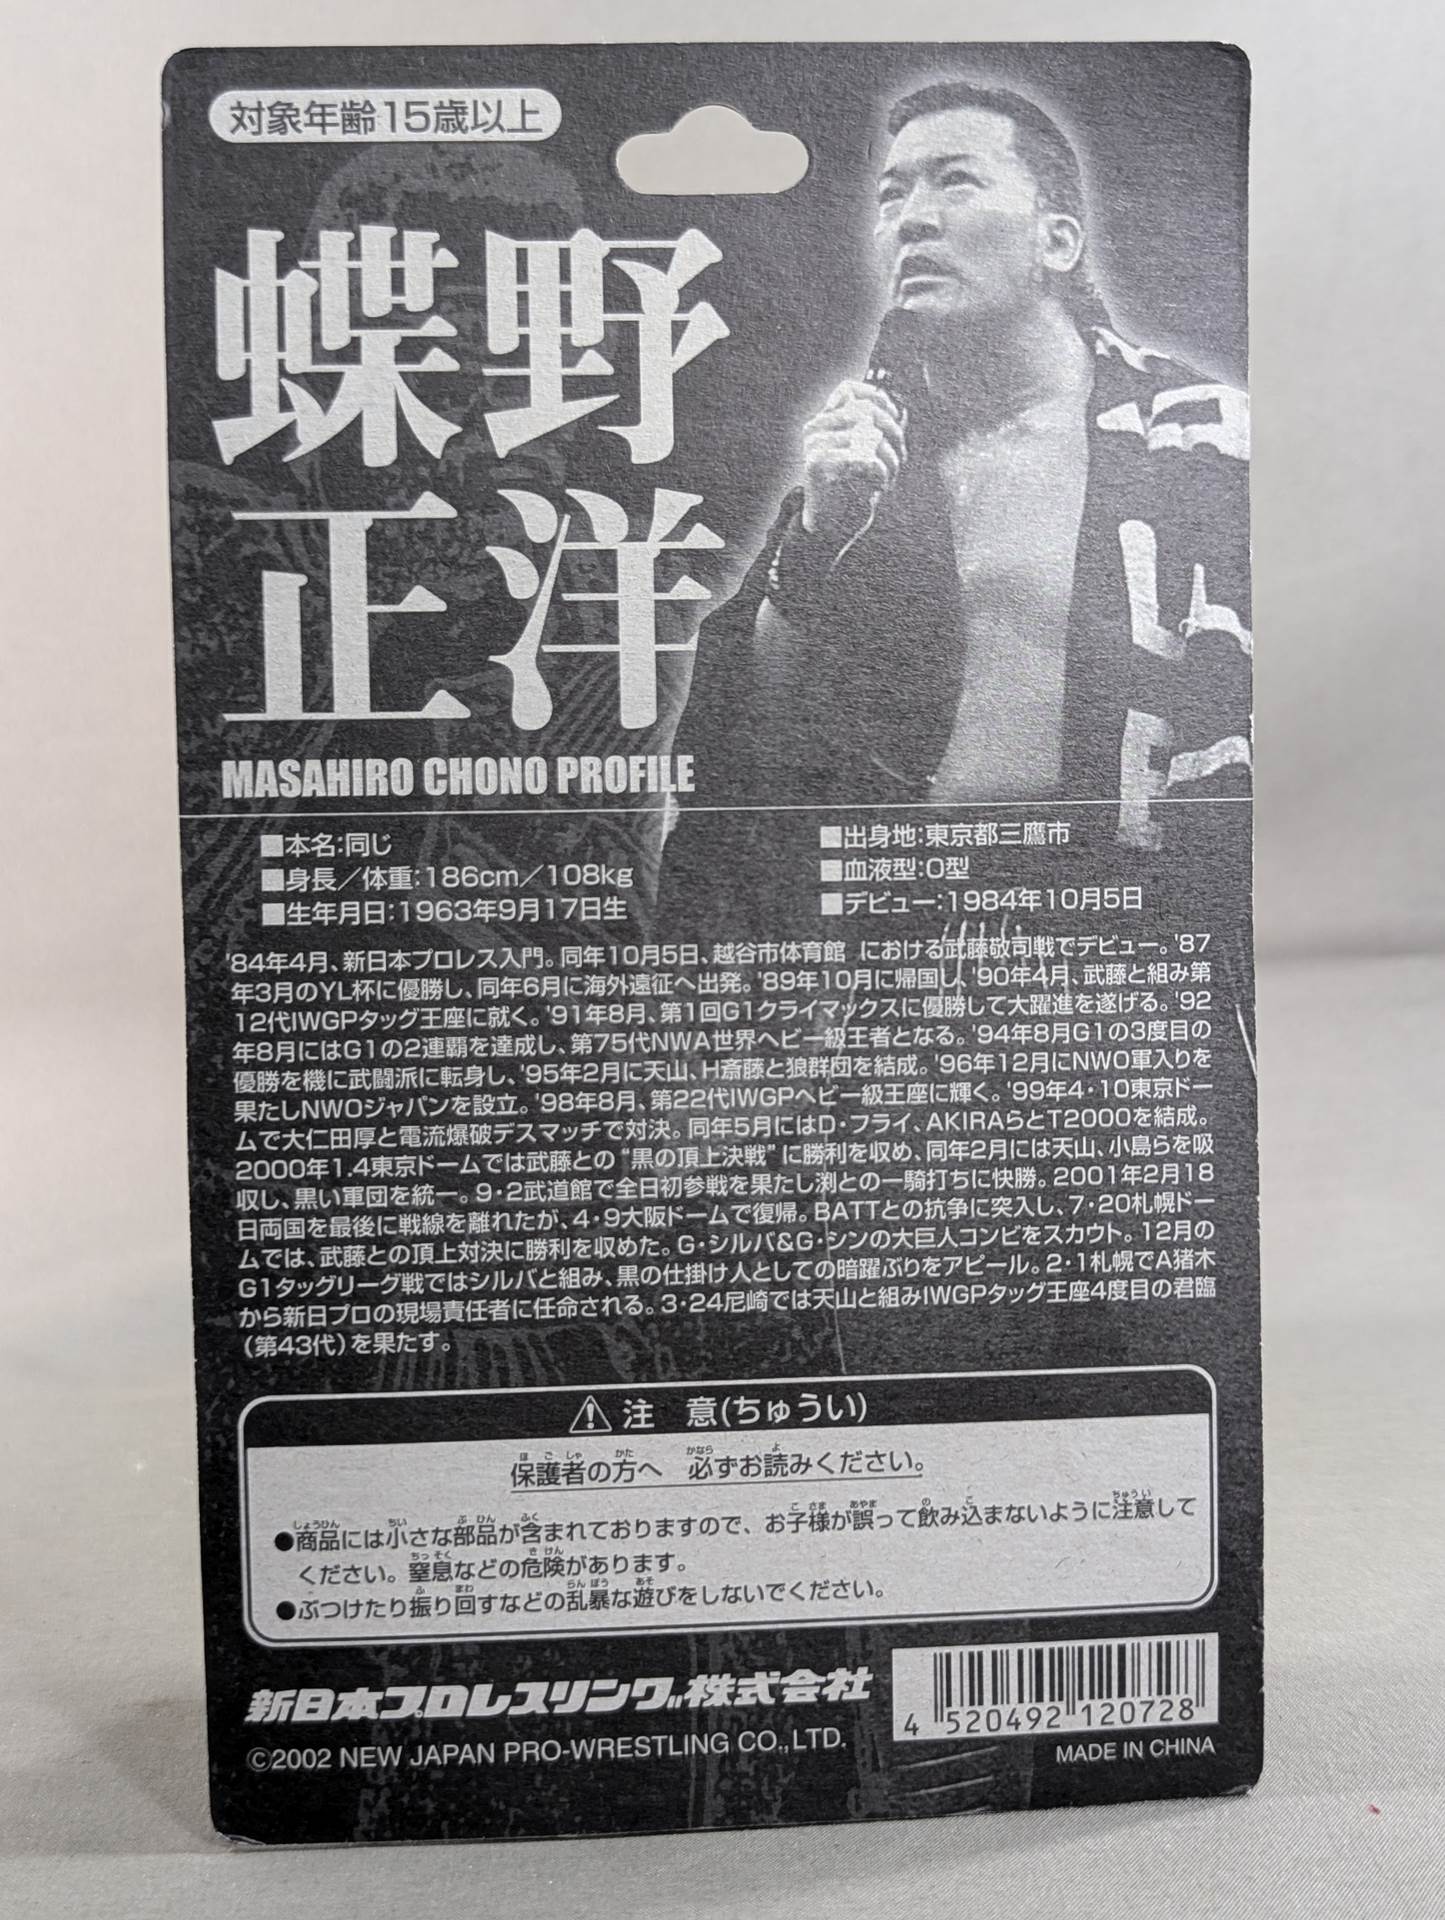 対象年齢15歳以上
蝶野
正洋
MASAHIRO CHONO PROFILE
■本名:同じ
■身長／体重:186cm／108kg
■生年月日:1963年9月17日生
■出身地:東京都三鷹市
■血液型:O型
■デビュー:1984年10月5日
'84年4月、新日本プロレス入門。同年10月5日、越谷市体育館 における武藤敬司戦でデビュー。'87
年3月のYL杯に優勝し、同年6月に海外遠征へ出発。'89年10月に帰国し、'90年4月、武藤と組み第
12代IWGPタッグ王座に就く。'91年8月、第1回G1クライマックスに優勝して大躍進を遂げる。'92
年8月にはG1の2連覇を達成し、第75代NWA世界ヘビー級王者となる。'94年8月G1の3度目の
優勝を機に武闘派に転身し、'95年2月に天山、H斎藤と狼群団を結成。'96年12月にNWO軍入りを
果たしNWOジャパンを設立。'98年8月、第22代IWGPヘビー級王座に輝く。'99年4・10東京ドー
ムで大仁田厚と電流爆破デスマッチで対決。同年5月にはD・フライ、AKIRAらとT2000を結成。
2000年1.4東京ドームでは武藤との“黒の頂上決戦”に勝利を収め、同年2月には天山、小島らを吸
収し、黒い軍団を統一。9・2武道館で全日初参戦を果たし渕との一騎打ちに快勝。2001年2月18
日両国を最後に戦線を離れたが、4・9大阪ドームで復帰。BATTとの抗争に突入し、7・20札幌ドー
ムでは、武藤との頂上対決に勝利を収めた。G・シルバ&G・シンの大巨人コンビをスカウト。12月の
G1タッグリーグ戦ではシルバと組み、黒の仕掛け人としての暗躍ぶりをアピール。2・1札幌でA猪木
から新日プロの現場責任者に任命される。3・24尼崎では天山と組みIWGPタッグ王座4度目の君臨
(第43代)を果たす。
⚠注 意(ちゅうい)
保護者の方へ 必ずお読みください。
●商品には小さな部品が含まれておりますので、お子様が誤って飲み込まないように注意して
ください。窒息などの危険があります。
●ぶつけたり振り回すなどの乱暴な遊びをしないでください。
新日本プロレスリング株式会社
©2002 NEW JAPAN PRO-WRESTLING CO.,LTD.
4 520492 120728
MADE IN CHINA